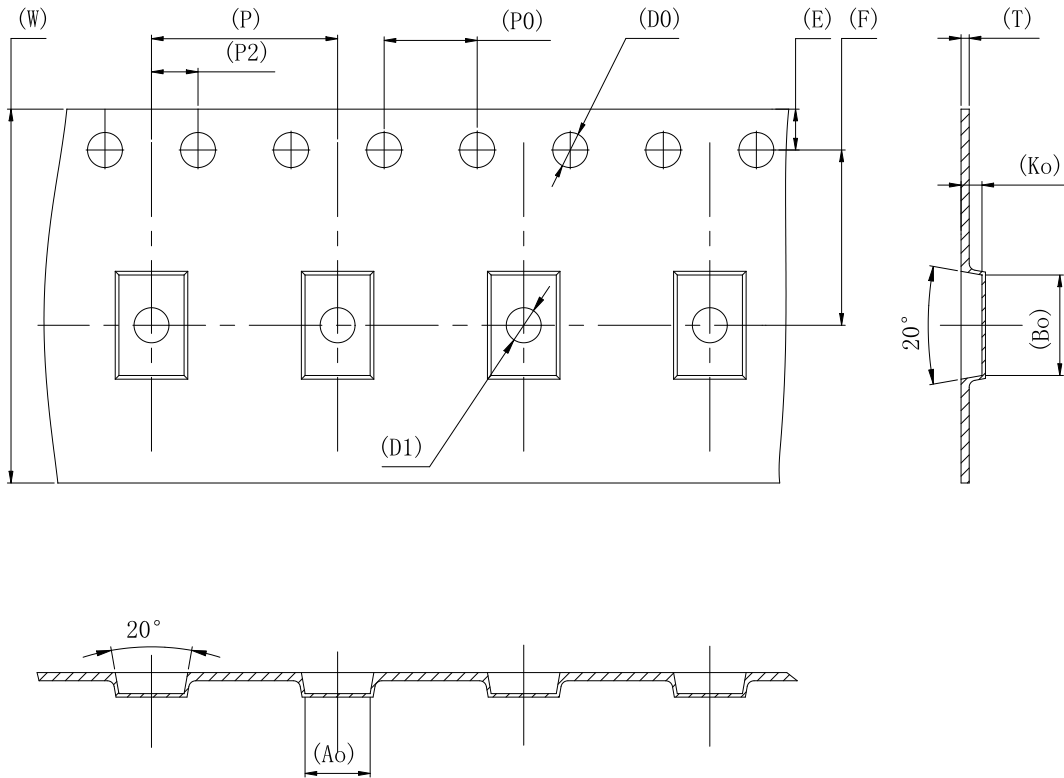 (W)
(P)
(P0)
(D0)
(E)
(F)
(T)
(P2)
(Ko)
20°
(Bo)
(D1)
20°
(Ao)